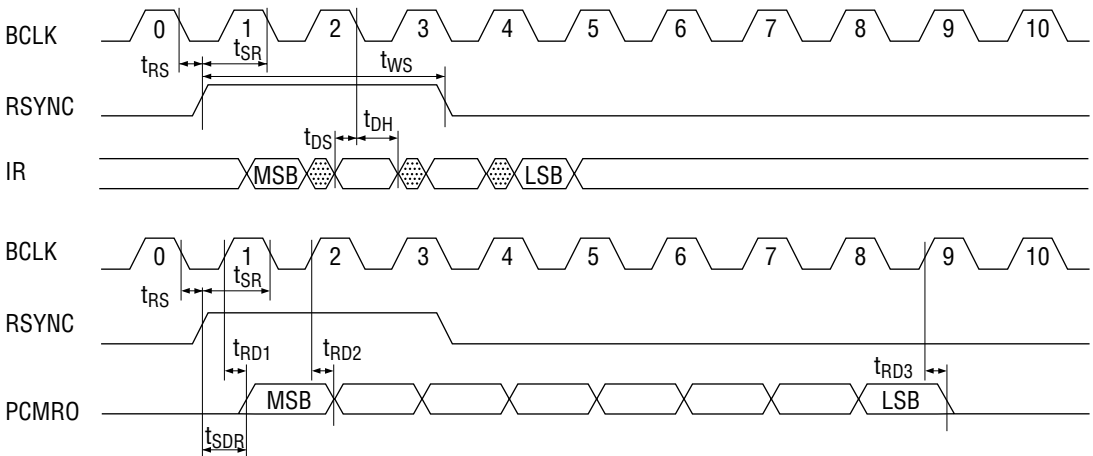 BCLK 0 1 2 3 4 5 6 7 8 9 10
tRS tSR tWS
RSYNC
tDS tDH
IR MSB LSB
BCLK 0 1 2 3 4 5 6 7 8 9 10
tRS tSR
RSYNC
tRD1 tRD2 tRD3
PCMRO MSB LSB
tSDR